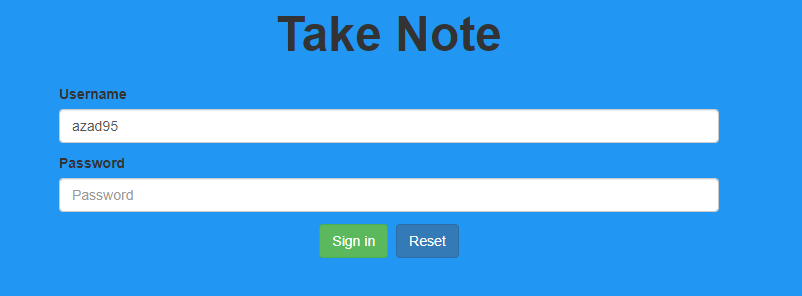 Take Note
Username
azad95
Password
Password
Sign in Reset